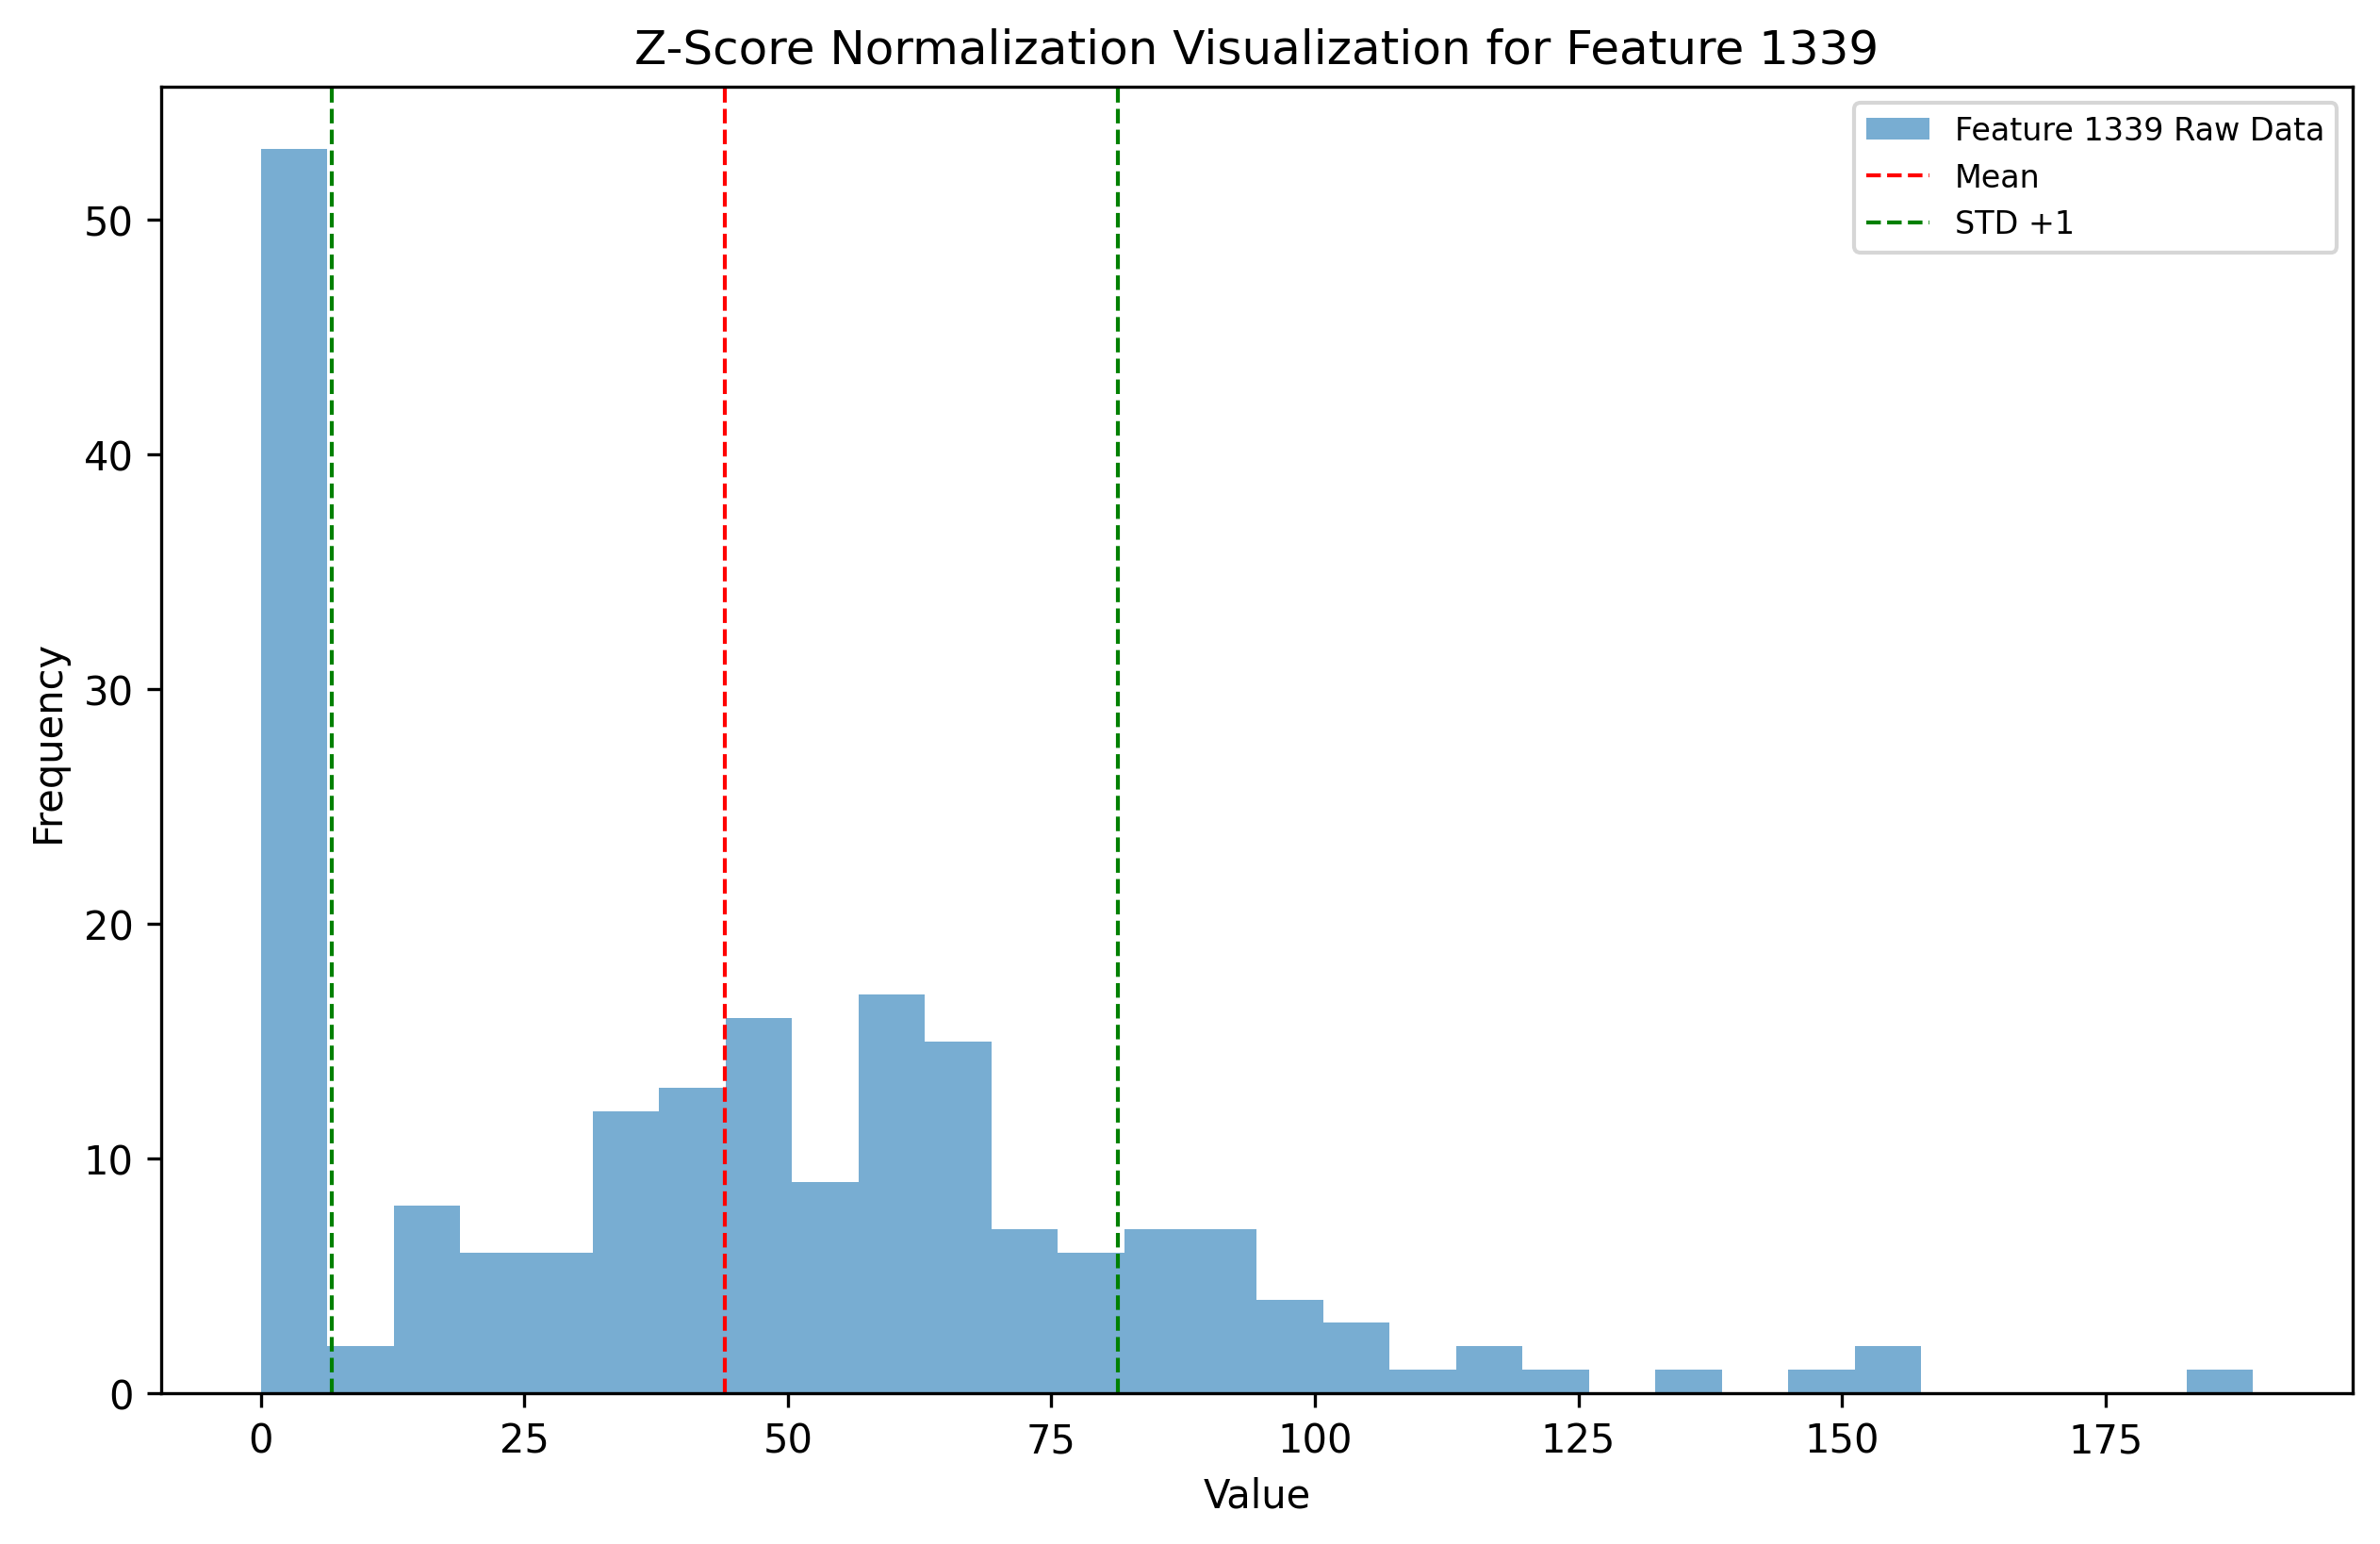 Z-Score Normalization Visualization for Feature 1339
Feature 1339 Raw Data
Mean
STD +1
50
40
30
20
10
0
Frequency
0 25 50 75 100 125 150 175
Value